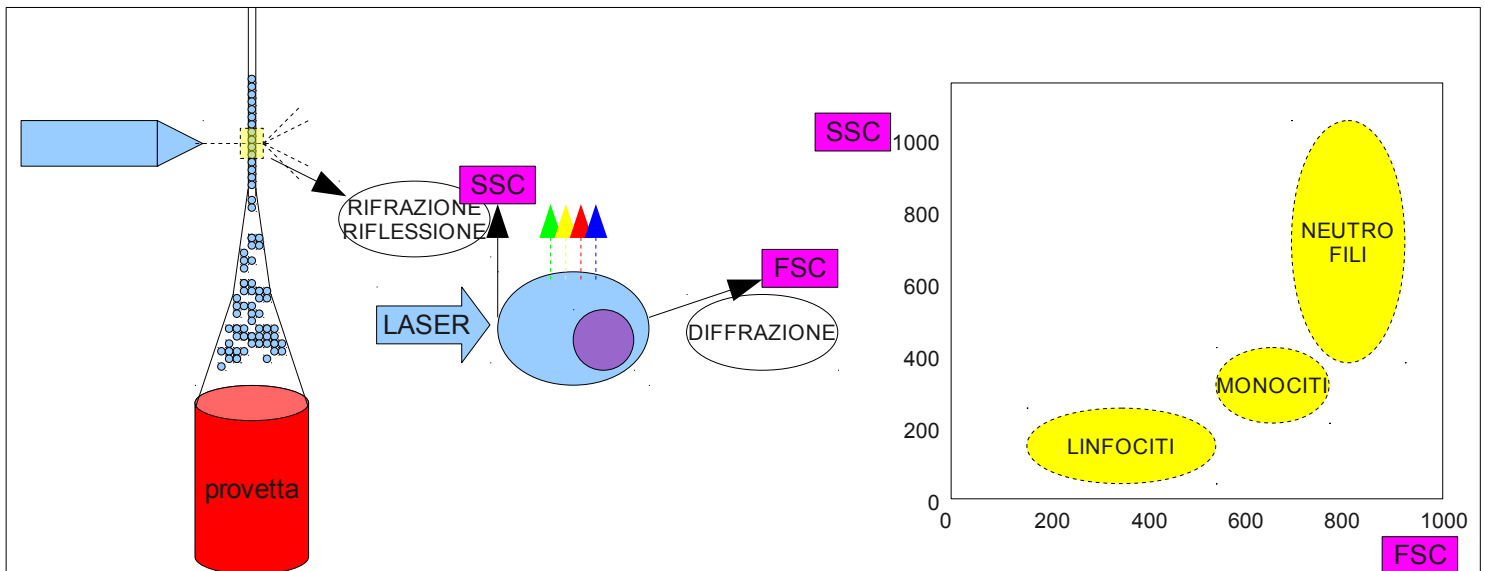 SSC
RIFRAZIONE
RIFLESSIONE
LASER
FSC
DIFFRAZIONE
provetta
SSC
1000
800
600
400
200
0
NEUTRO
FILI
MONOCITI
LINFOCITI
0 200 400 600 800 1000
FSC